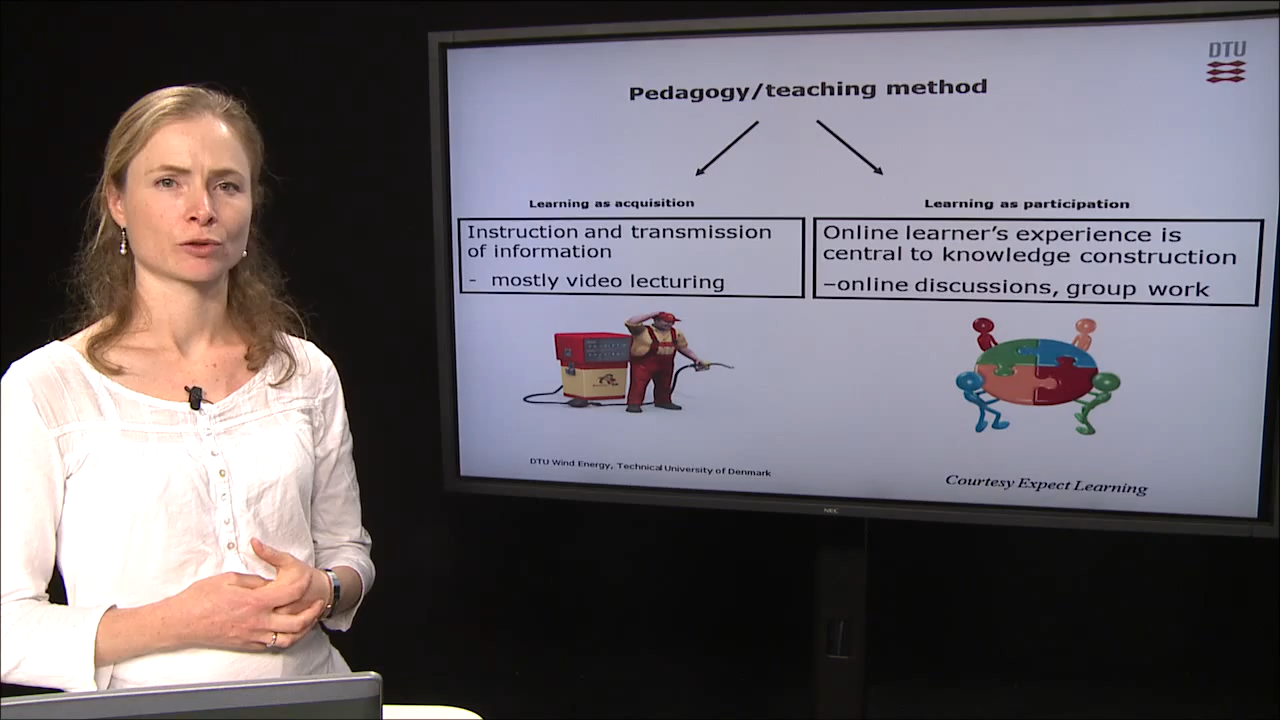 DTU
Pedagogy/teaching method
Learning as acquisition
Learning as participation
Instruction and transmission
of information
- mostly video lecturing
Online learner's experience is
central to knowledge construction
–online discussions, group work
DTU Wind Energy, Technical University of Denmark
Courtesy Expect Learning
NEC